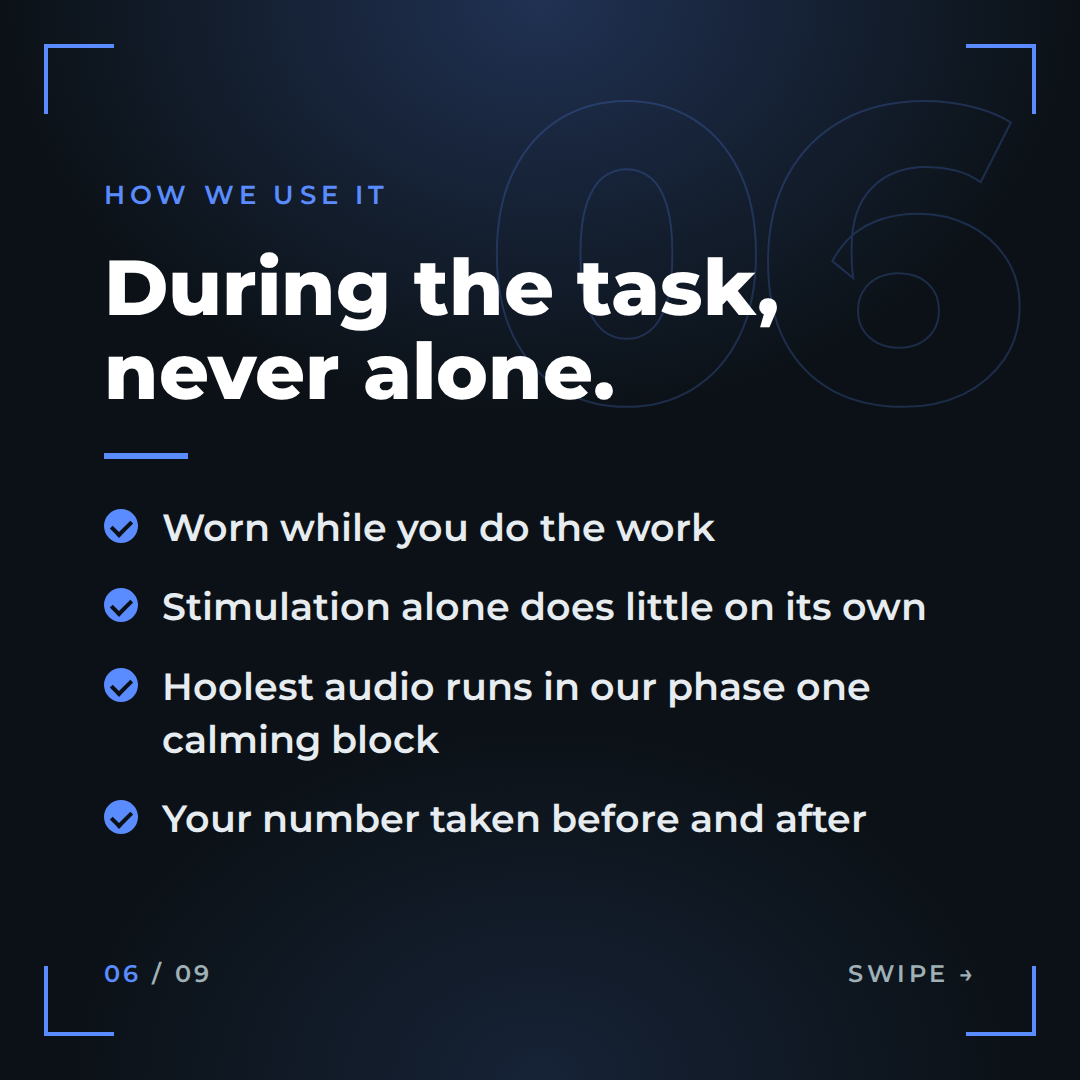 06
HOW WE USE IT
During the task,
never alone.
Worn while you do the work
Stimulation alone does little on its own
Hoolest audio runs in our phase one
calming block
Your number taken before and after
06 / 09
SWIPE →